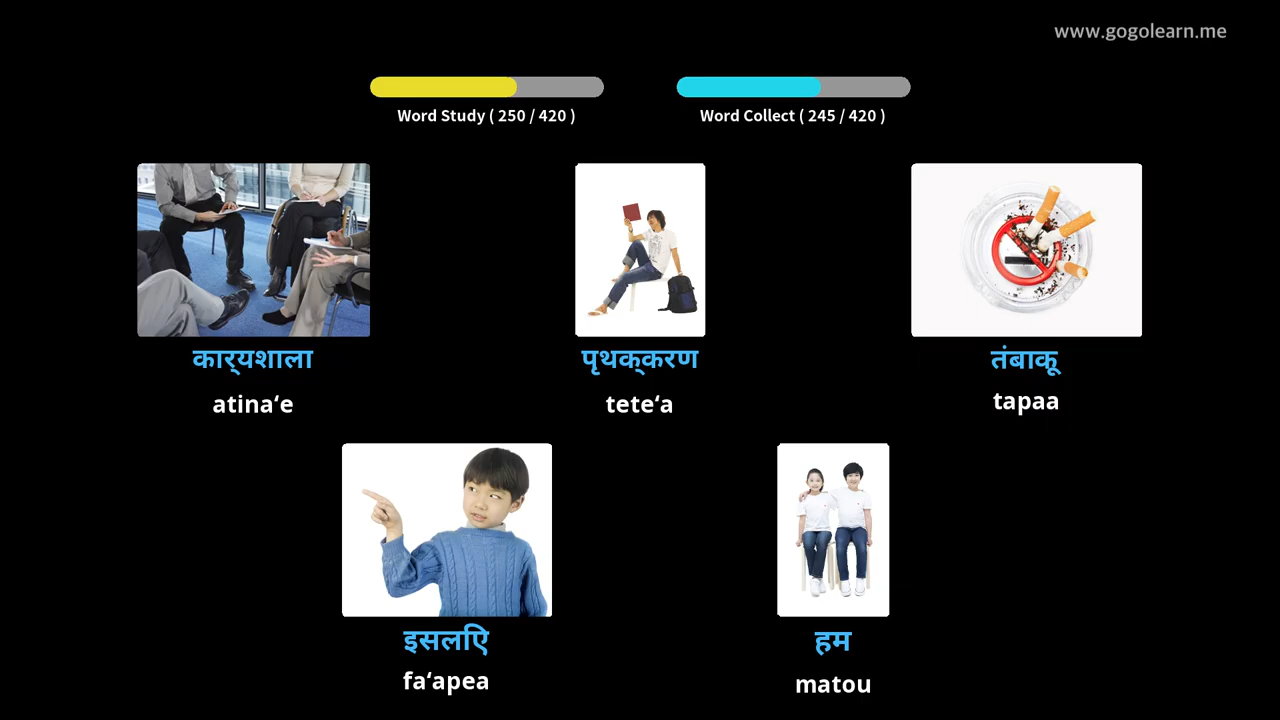 www.gogolearn.me
Word Study ( 250 / 420 )
Word Collect ( 245 / 420 )
कार्यशाला
पृथक्करण
तंबाकू
atina‘e
tete‘a
tapaa
इसलिए
हम
fa‘apea
matou